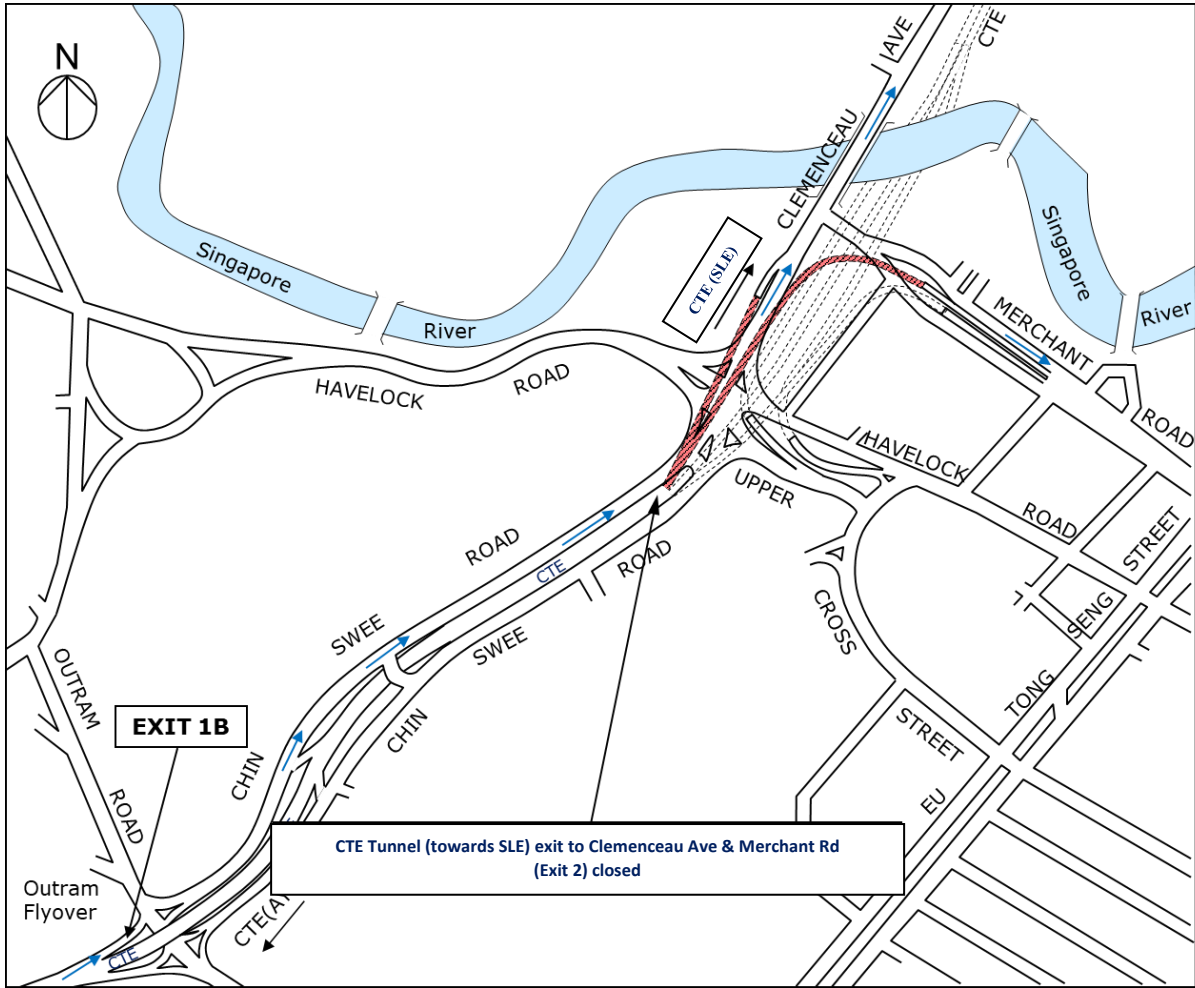 N
AVE
CTE
CLEMENCEAU
Singapore
River
CTE (SLE)
Singapore
River
MERCHANT
ROAD
HAVELOCK
ROAD
HAVELOCK
ROAD
UPPER
CROSS
STREET
STREET
SENG
TONG
EU
ROAD
CTE
ROAD
SWEE
SWEE
CHIN
CHIN
OUTRAM
ROAD
EXIT 1B
CTE Tunnel (towards SLE) exit to Clemenceau Ave & Merchant Rd
(Exit 2) closed
Outram
Flyover
CTE